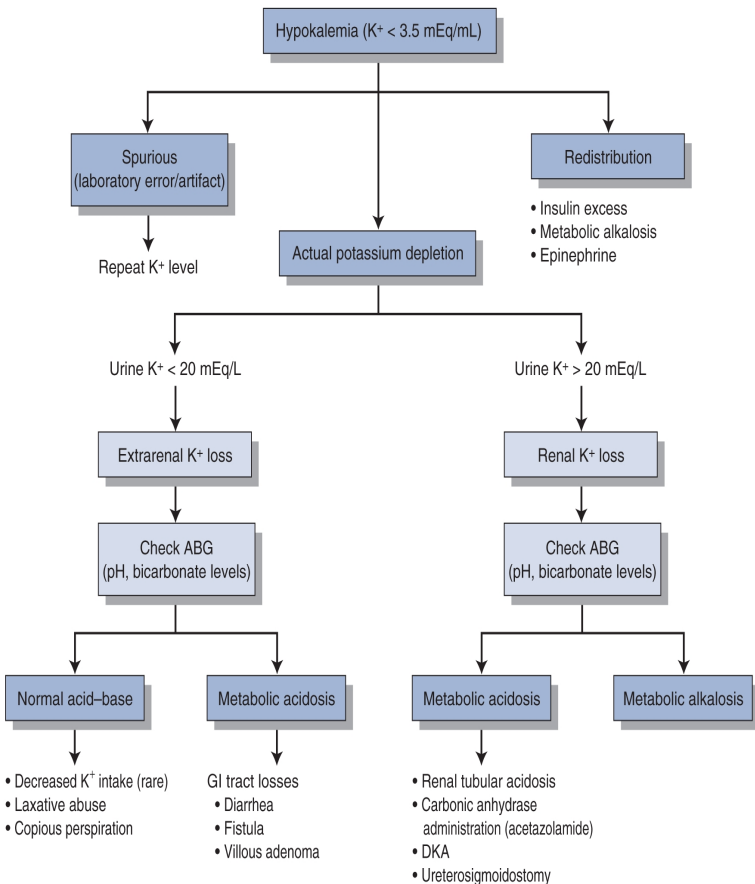 Hypokalemia (K+ < 3.5 mEq/mL)
Spurious
(laboratory error/artifact)
Redistribution
• Insulin excess
• Metabolic alkalosis
• Epinephrine
Repeat K+ level
Actual potassium depletion
Urine K+ < 20 mEq/L
Urine K+ > 20 mEq/L
Extrarenal K+ loss
Renal K+ loss
Check ABG
(pH, bicarbonate levels)
Check ABG
(pH, bicarbonate levels)
Normal acid–base
Metabolic acidosis
Metabolic acidosis
Metabolic alkalosis
• Decreased K+ intake (rare)
• Laxative abuse
• Copious perspiration
GI tract losses
• Diarrhea
• Fistula
• Villous adenoma
• Renal tubular acidosis
• Carbonic anhydrase
administration (acetazolamide)
• DKA
• Ureterosigmoidostomy